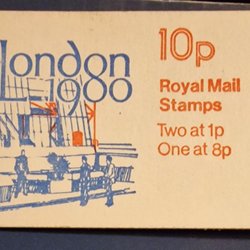 London
1980
10p
Royal Mail
Stamps
Two at 1p
One at 8p